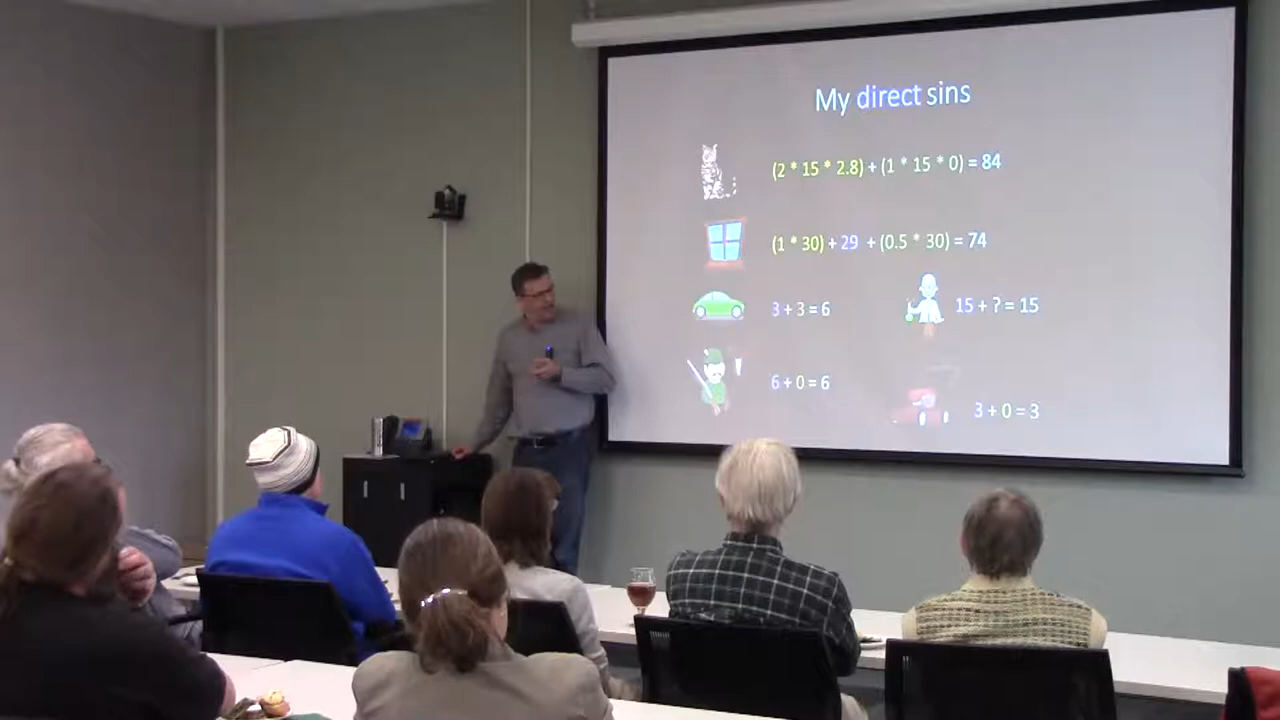 My direct sins
(2 * 15 * 2.8) + (1 * 15 * 0) = 84
(1 * 30) + 29 + (0.5 * 30) = 74
3 + 3 = 6
15 + ? = 15
6 + 0 = 6
3 + 0 = 3